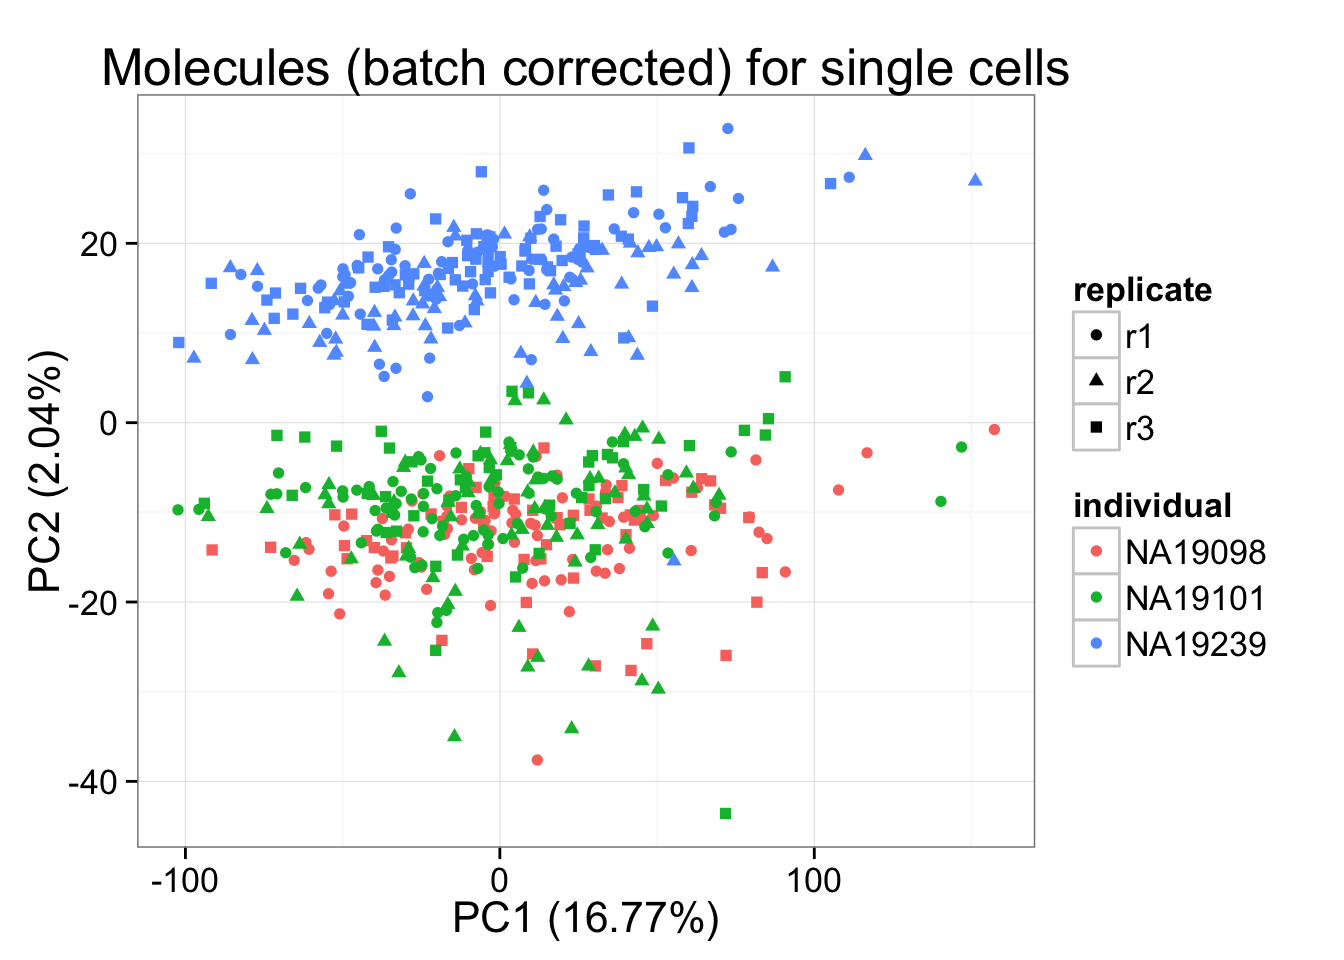 Molecules (batch corrected) for single cells
PC2 (2.04%)
20
0
-20
-40
-100
0
100
PC1 (16.77%)
replicate
r1
r2
r3
individual
NA19098
NA19101
NA19239